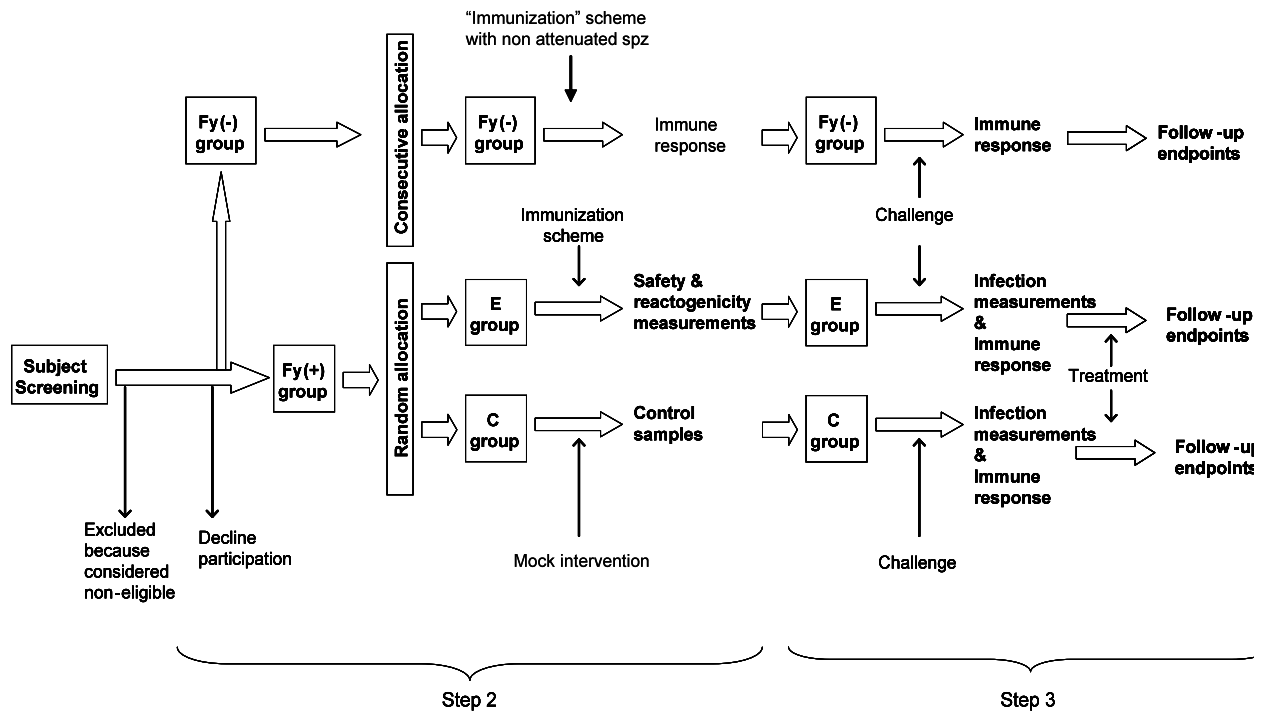 “Immunization” scheme
with non attenuated spz
Fy(-)
group
Consecutive allocation
Fy(-)
group
Immune
response
Fy(-)
group
Immune
response
Follow -up
endpoints
Immunization
scheme
Challenge
Subject
Screening
Fy(+)
group
Random allocation
E
group
Safety &
reactogenicity
measurements
E
group
Infection
measurements
&
Immune
response
Follow -up
endpoints
Treatment
C
group
Control
samples
C
group
Infection
measurements
&
Immune
response
Follow -up
endpoints
Excluded
because
considered
non-eligible
Decline
participation
Mock intervention
Challenge
Step 2
Step 3